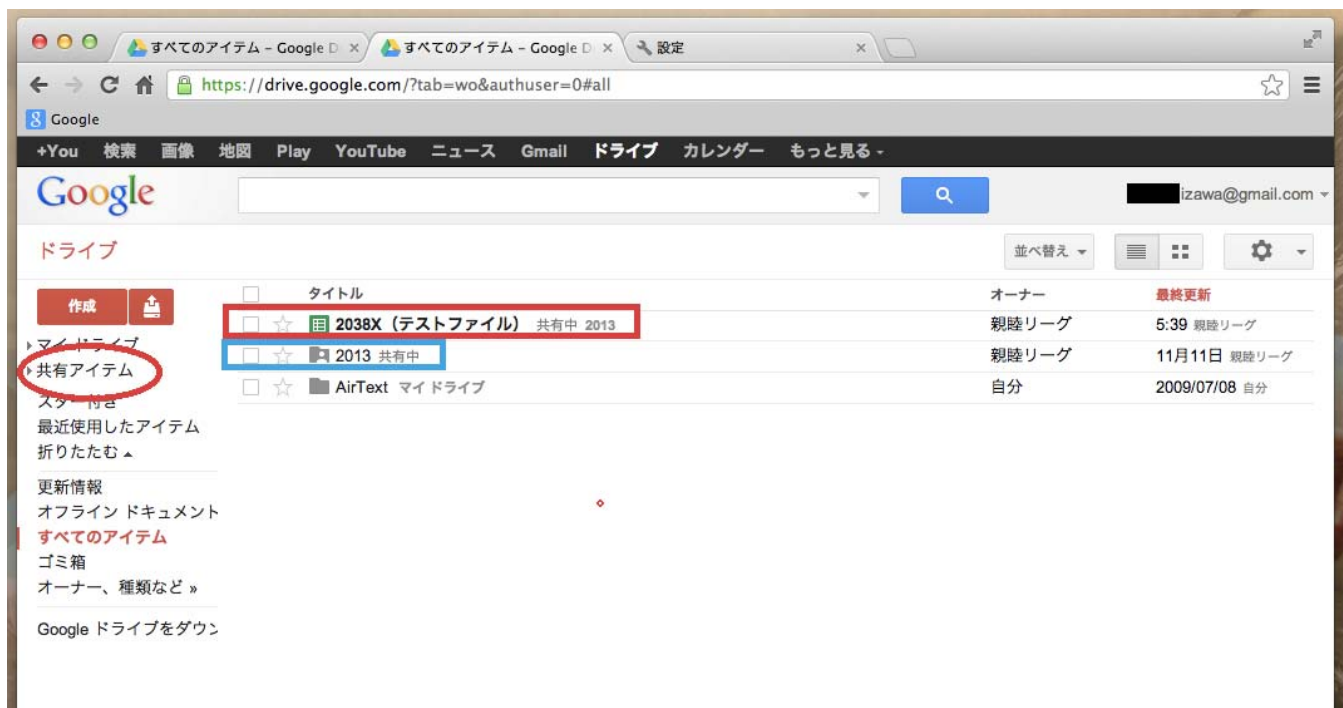 すべてのアイテム – Google D
すべてのアイテム – Google D
設定
https://drive.google.com/?tab=wo&authuser=0#all
8 Google
+You 検索 画像 地図 Play YouTube ニュース Gmail ドライブ カレンダー もっと見る
Google
izawa@gmail.com
ドライブ
並べ替え
作成
タイトル オーナー 最終更新
2038X（テストファイル） 共有中 2013 親睦リーグ 5:39 親睦リーグ
マイドライブ
2013 共有中 親睦リーグ 11月11日 親睦リーグ
共有アイテム
AirText マイドライブ 自分 2009/07/08 自分
スター付き
最近使用したアイテム
折りたたむ
更新情報
オフライン ドキュメント
すべてのアイテム
ゴミ箱
オーナー、種類など »
Google ドライブをダウン